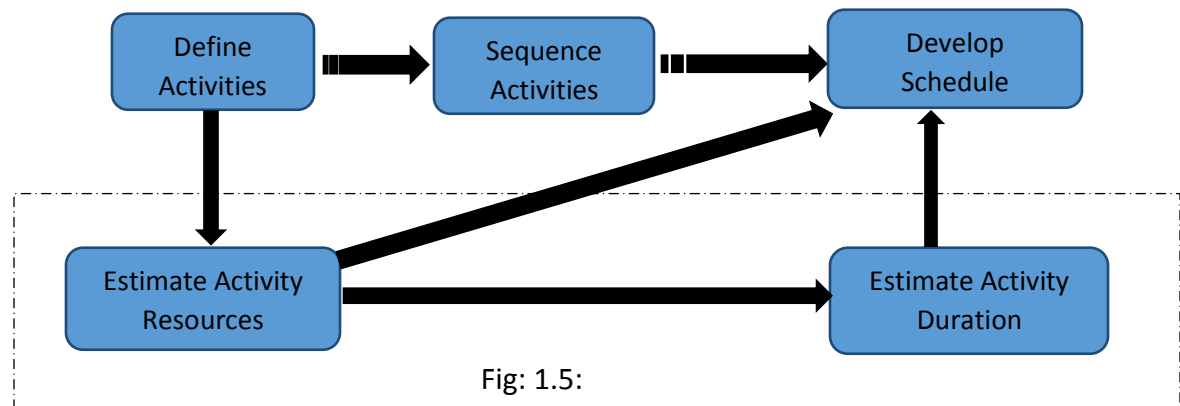 Define
Activities
Sequence
Activities
Develop
Schedule
Estimate Activity
Resources
Estimate Activity
Duration
Fig: 1.5: